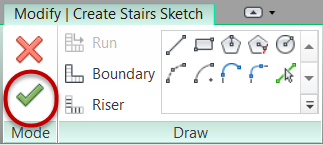 Modify | Create Stairs Sketch
Run
Boundary
Riser
Mode
Draw